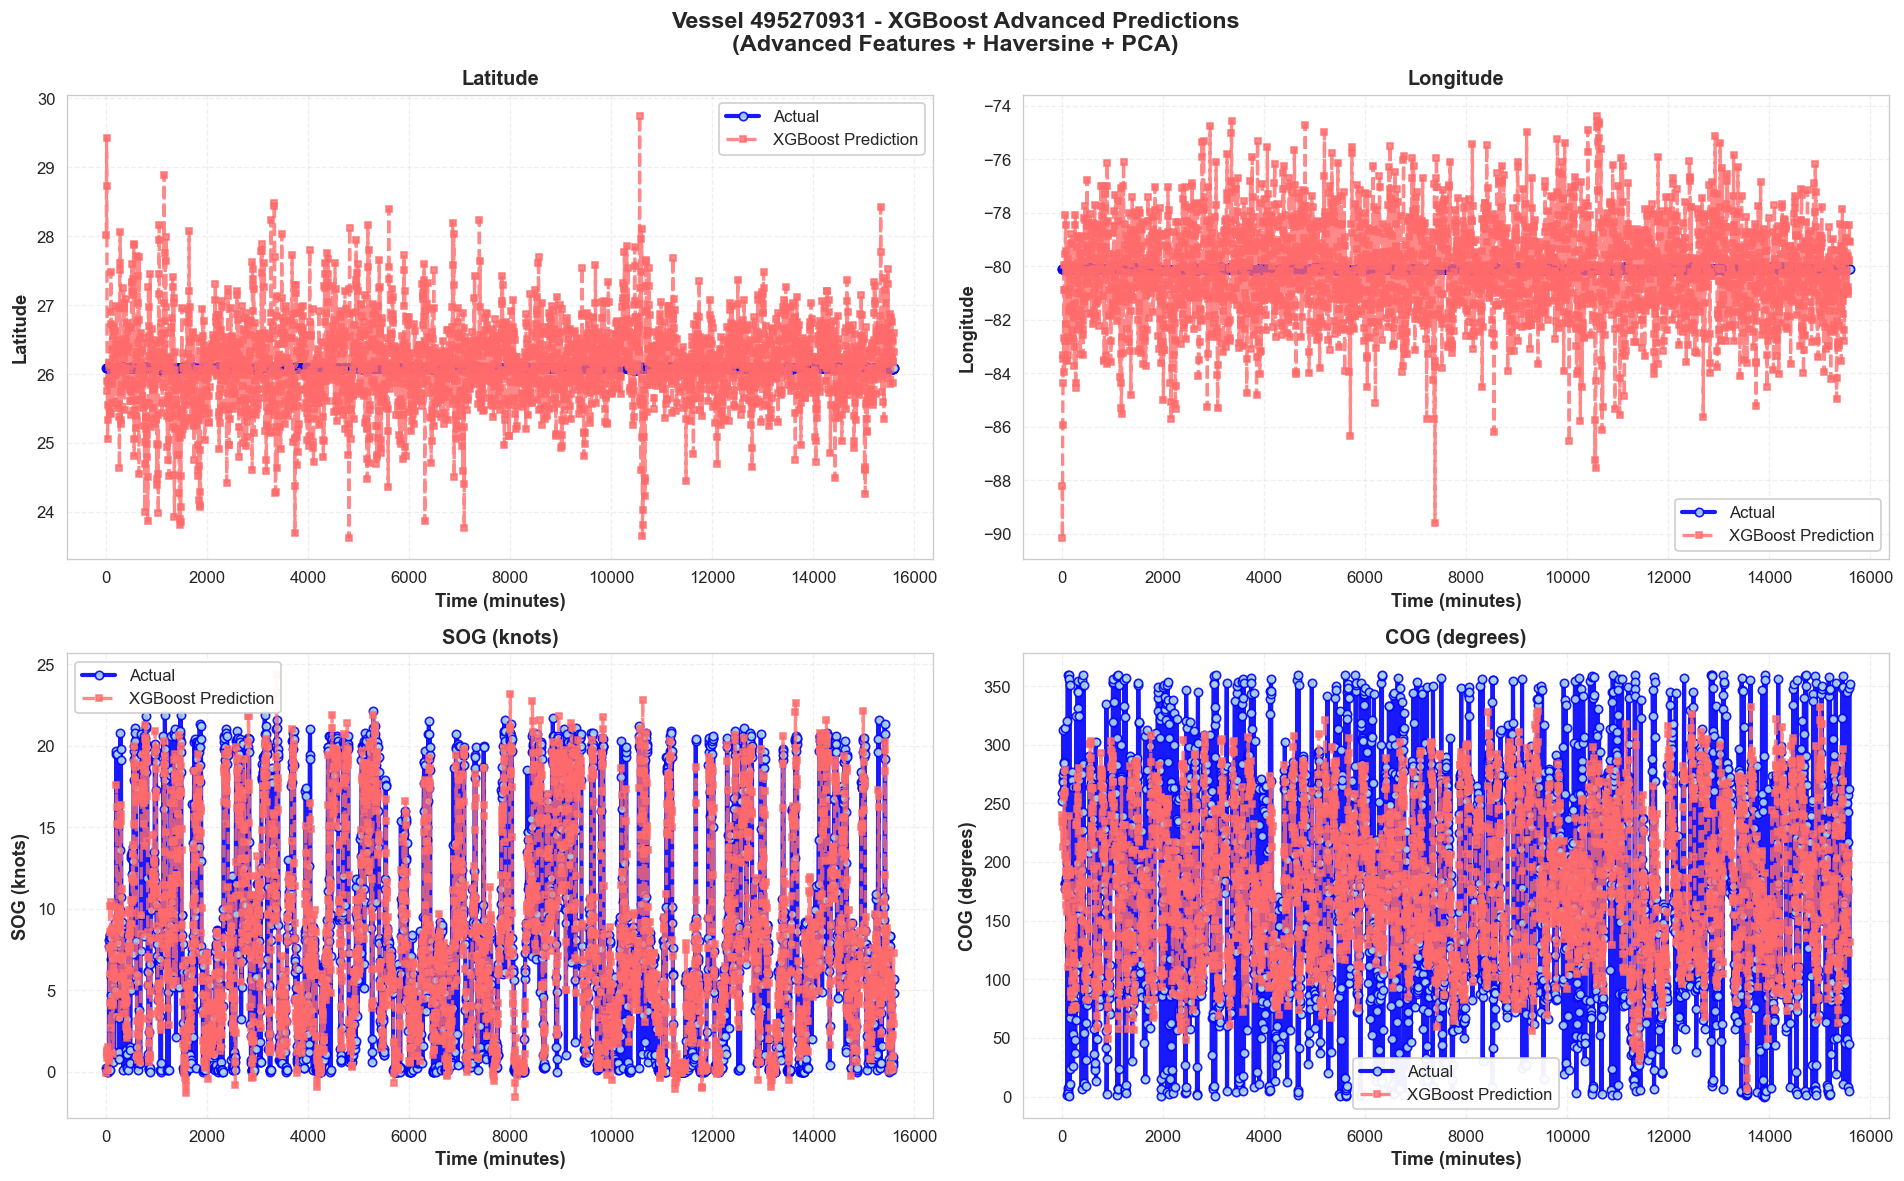 Vessel 495270931 - XGBoost Advanced Predictions
(Advanced Features + Haversine + PCA)
Latitude
30
29
28
27
26
25
24
Latitude
0 2000 4000 6000 8000 10000 12000 14000 16000
Time (minutes)
Actual
XGBoost Prediction
Longitude
−74
−76
−78
−80
−82
−84
−86
−88
−90
Longitude
0 2000 4000 6000 8000 10000 12000 14000 16000
Time (minutes)
Actual
XGBoost Prediction
SOG (knots)
25
20
15
10
5
0
SOG (knots)
0 2000 4000 6000 8000 10000 12000 14000 16000
Time (minutes)
Actual
XGBoost Prediction
COG (degrees)
350
300
250
200
150
100
50
0
COG (degrees)
0 2000 4000 6000 8000 10000 12000 14000 16000
Time (minutes)
Actual
XGBoost Prediction